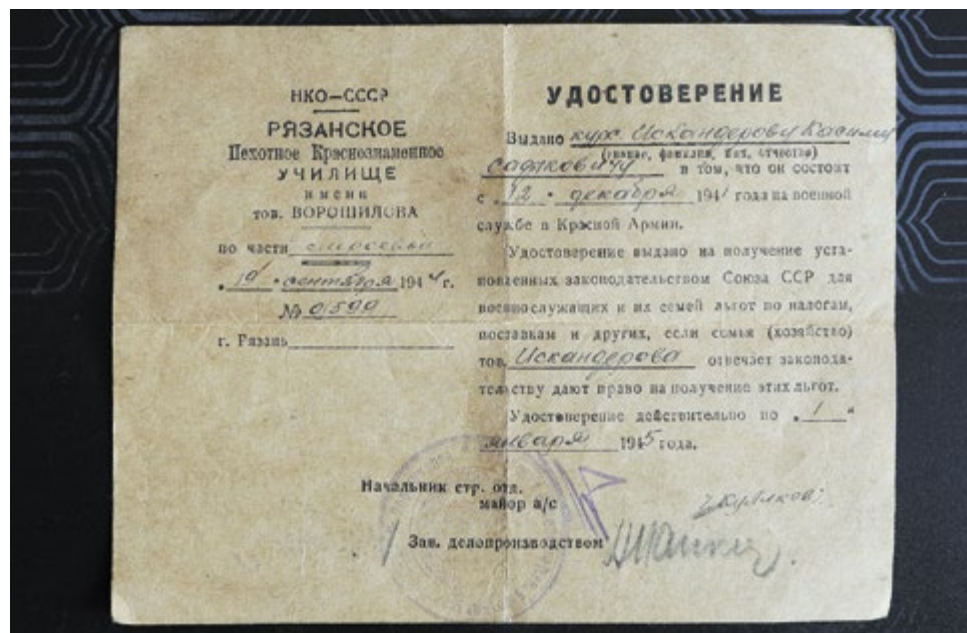 НКО—СССР
РЯЗАНСКОЕ
Пехотное Краснознаменное
УЧИЛИЩЕ
имени
тов. ВОРОШИЛОВА
по части строевой
„19“ сентября 1944 г.
№ 01599
г. Рязань
УДОСТОВЕРЕНИЕ
Выдано кур. Искандерову Касиму
(звание, фамилия, имя, отчество)
Садыковичу в том, что он состоит
с „12“ декабря 1941 года на военной
службе в Красной Армии.
Удостоверение выдано на получение уста-
новленных законодательством Союза ССР для
военнослужащих и их семей льгот по налогам,
поставкам и других, если семья (хозяйство)
тов. Искандерова отвечает законода-
тельству дают право на получение этих льгот.
Удостоверение действительно по „1“
января 1945 года.
Начальник стр. отд.
майор а/с
Зав. делопроизводством